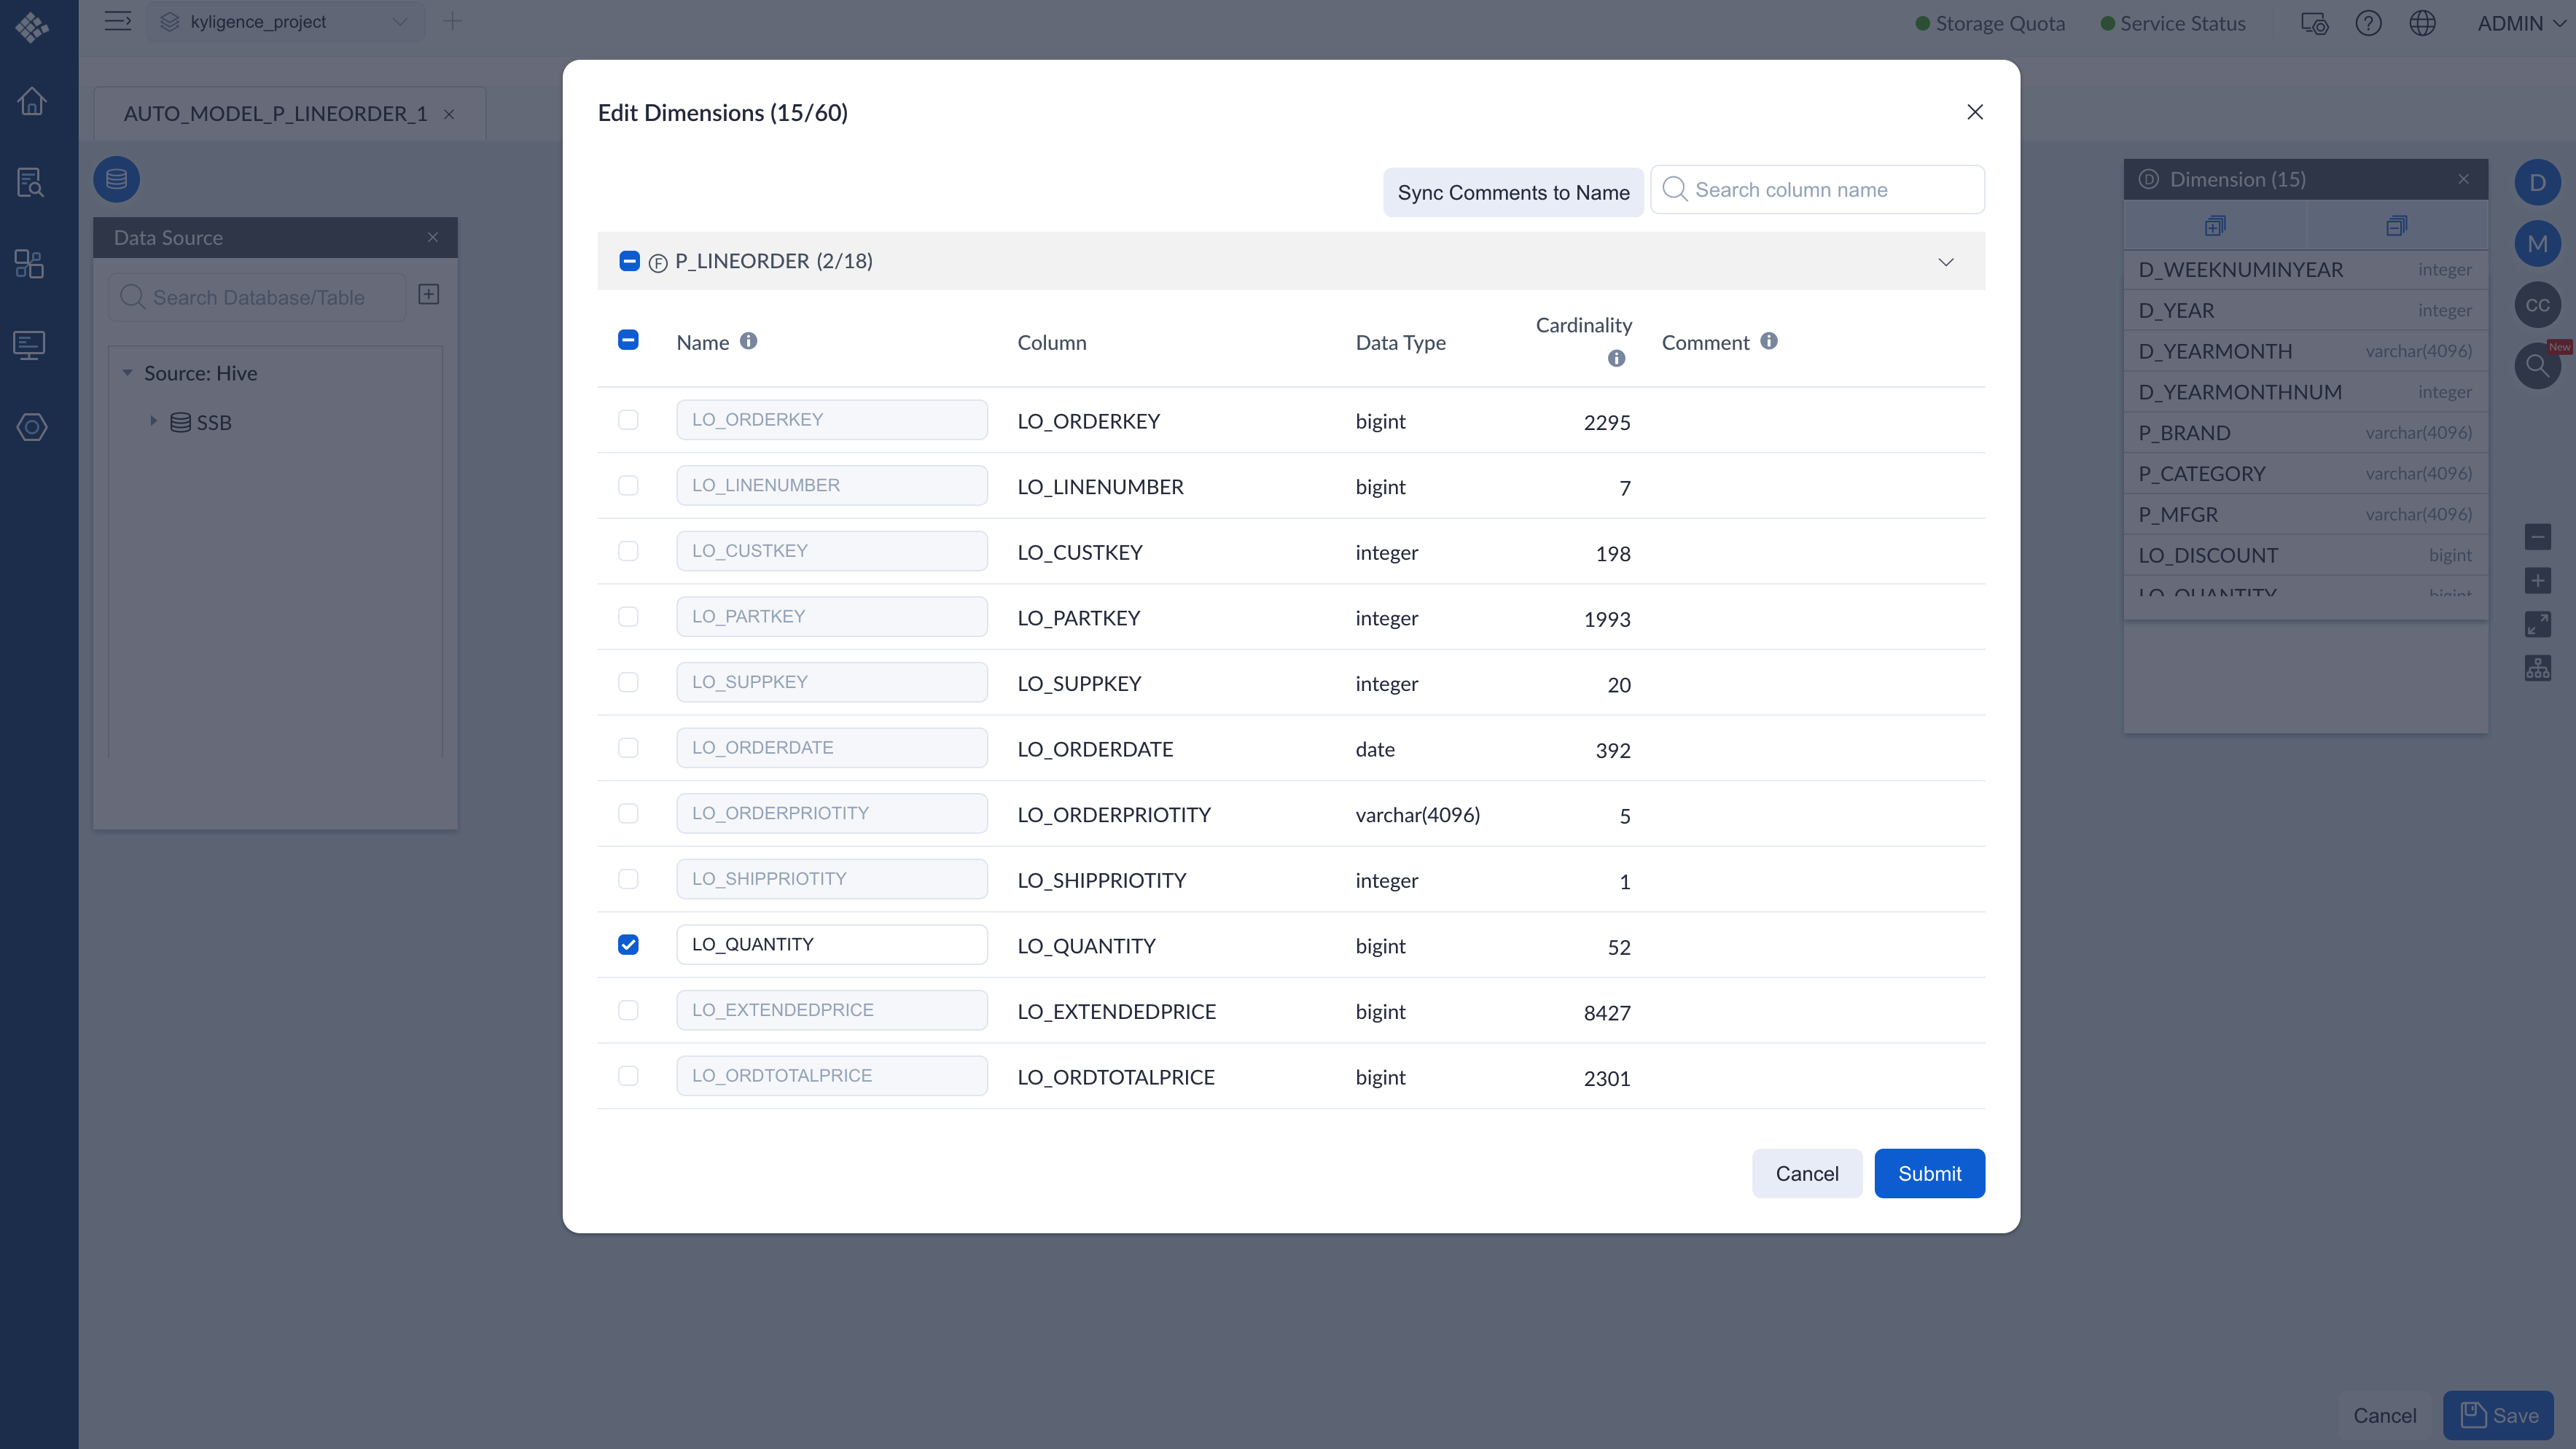 kyligence_project
Storage Quota
Service Status
ADMIN
AUTO_MODEL_P_LINEORDER_1
Data Source
Search Database/Table
Source: Hive
SSB
Edit Dimensions (15/60)
Sync Comments to Name
Search column name
F P_LINEORDER (2/18)
Name Column Data Type Cardinality Comment
LO_ORDERKEY LO_ORDERKEY bigint 2295
LO_LINENUMBER LO_LINENUMBER bigint 7
LO_CUSTKEY LO_CUSTKEY integer 198
LO_PARTKEY LO_PARTKEY integer 1993
LO_SUPPKEY LO_SUPPKEY integer 20
LO_ORDERDATE LO_ORDERDATE date 392
LO_ORDERPRIOTITY LO_ORDERPRIOTITY varchar(4096) 5
LO_SHIPPRIOTITY LO_SHIPPRIOTITY integer 1
LO_QUANTITY LO_QUANTITY bigint 52
LO_EXTENDEDPRICE LO_EXTENDEDPRICE bigint 8427
LO_ORDTOTALPRICE LO_ORDTOTALPRICE bigint 2301
Cancel Submit
D Dimension (15)
D_WEEKNUMINYEAR integer
D_YEAR integer
D_YEARMONTH varchar(4096)
D_YEARMONTHNUM integer
P_BRAND varchar(4096)
P_CATEGORY varchar(4096)
P_MFGR varchar(4096)
LO_DISCOUNT bigint
LO_QUANTITY bigint
D
M
CC
New
Cancel Save